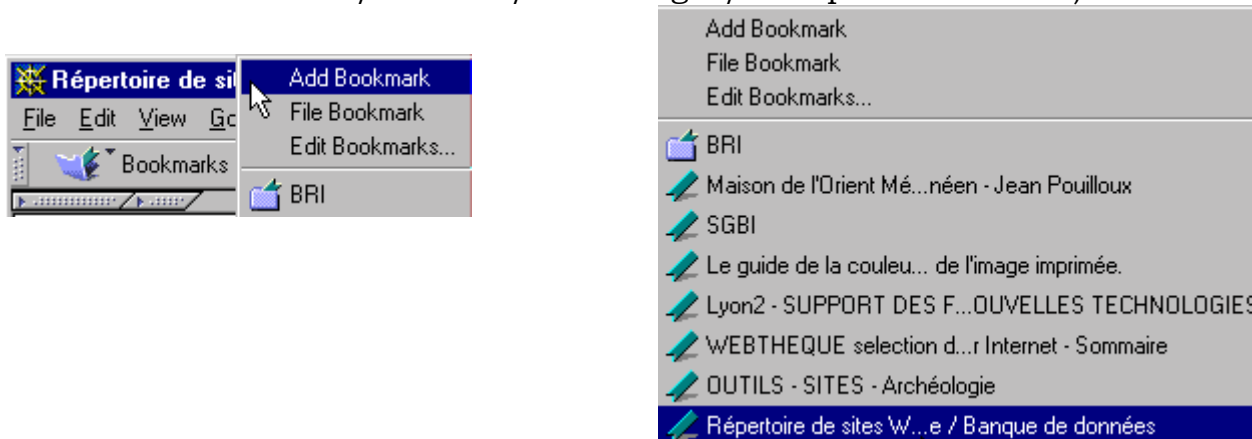 Répertoire de si
File Edit View Go
Bookmarks
Add Bookmark
File Bookmark
Edit Bookmarks...
BRI
Add Bookmark
File Bookmark
Edit Bookmarks...
BRI
Maison de l'Orient Mé...néen - Jean Pouilloux
SGBI
Le guide de la couleu... de l'image imprimée.
Lyon2 - SUPPORT DES F...OUVELLES TECHNOLOGIES
WEBTHEQUE selection d...r Internet - Sommaire
OUTILS - SITES - Archéologie
Répertoire de sites W...e / Banque de données